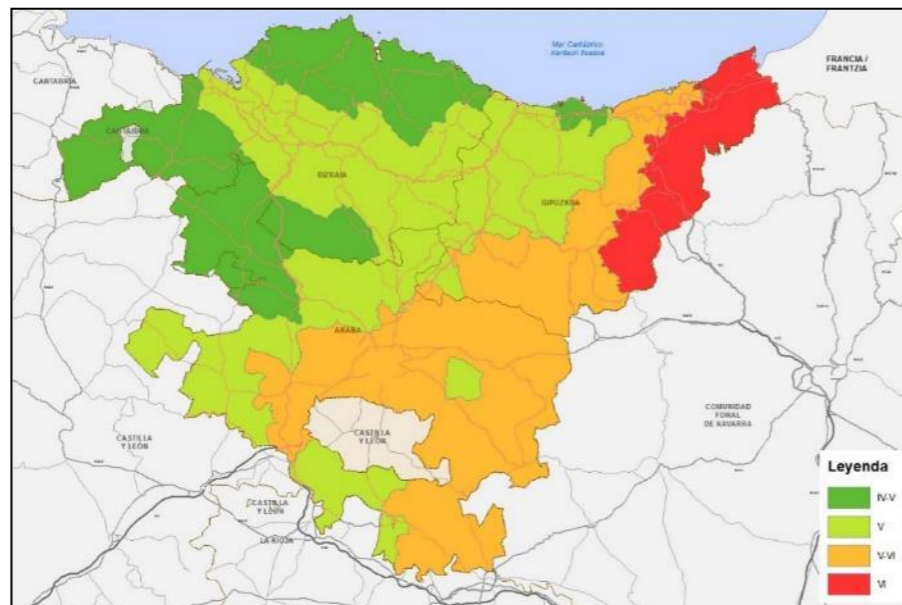 Mar Cantábrico
Kantauri Itsasoa
FRANCIA /
FRANTZIA
CANTABRIA
CANTABRIA
BIZKAIA
GIPUZKOA
ARABA
CASTILLA
Y LEÓN
CASTILLA
Y LEÓN
COMUNIDAD
FORAL
DE NAVARRA
CASTILLA
Y LEÓN
LA RIOJA
Leyenda
IV-V
V
V-VI
VI